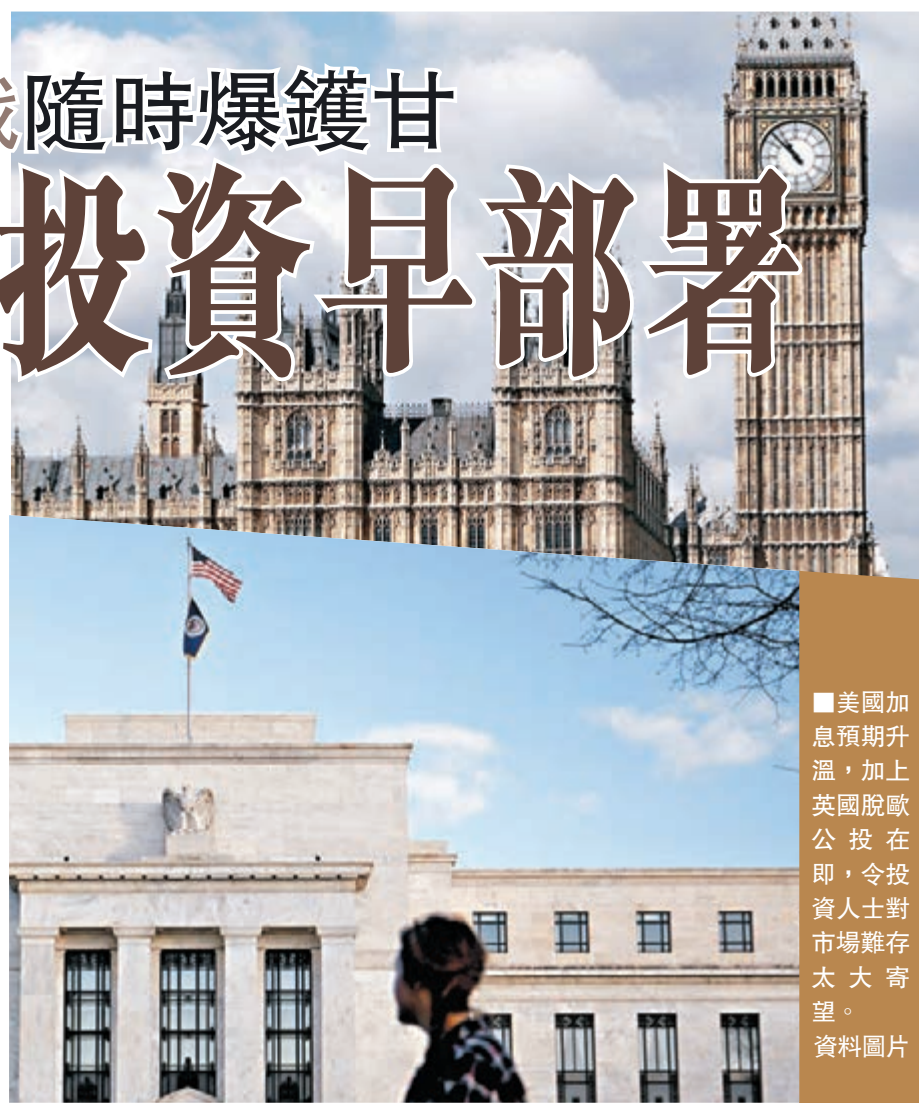 隨時爆鑊甘
投資早部署
■美國加
息預期升
溫，加上
英國脫歐
公投在
即，令投
資人士對
市場難存
太大寄
望。
資料圖片